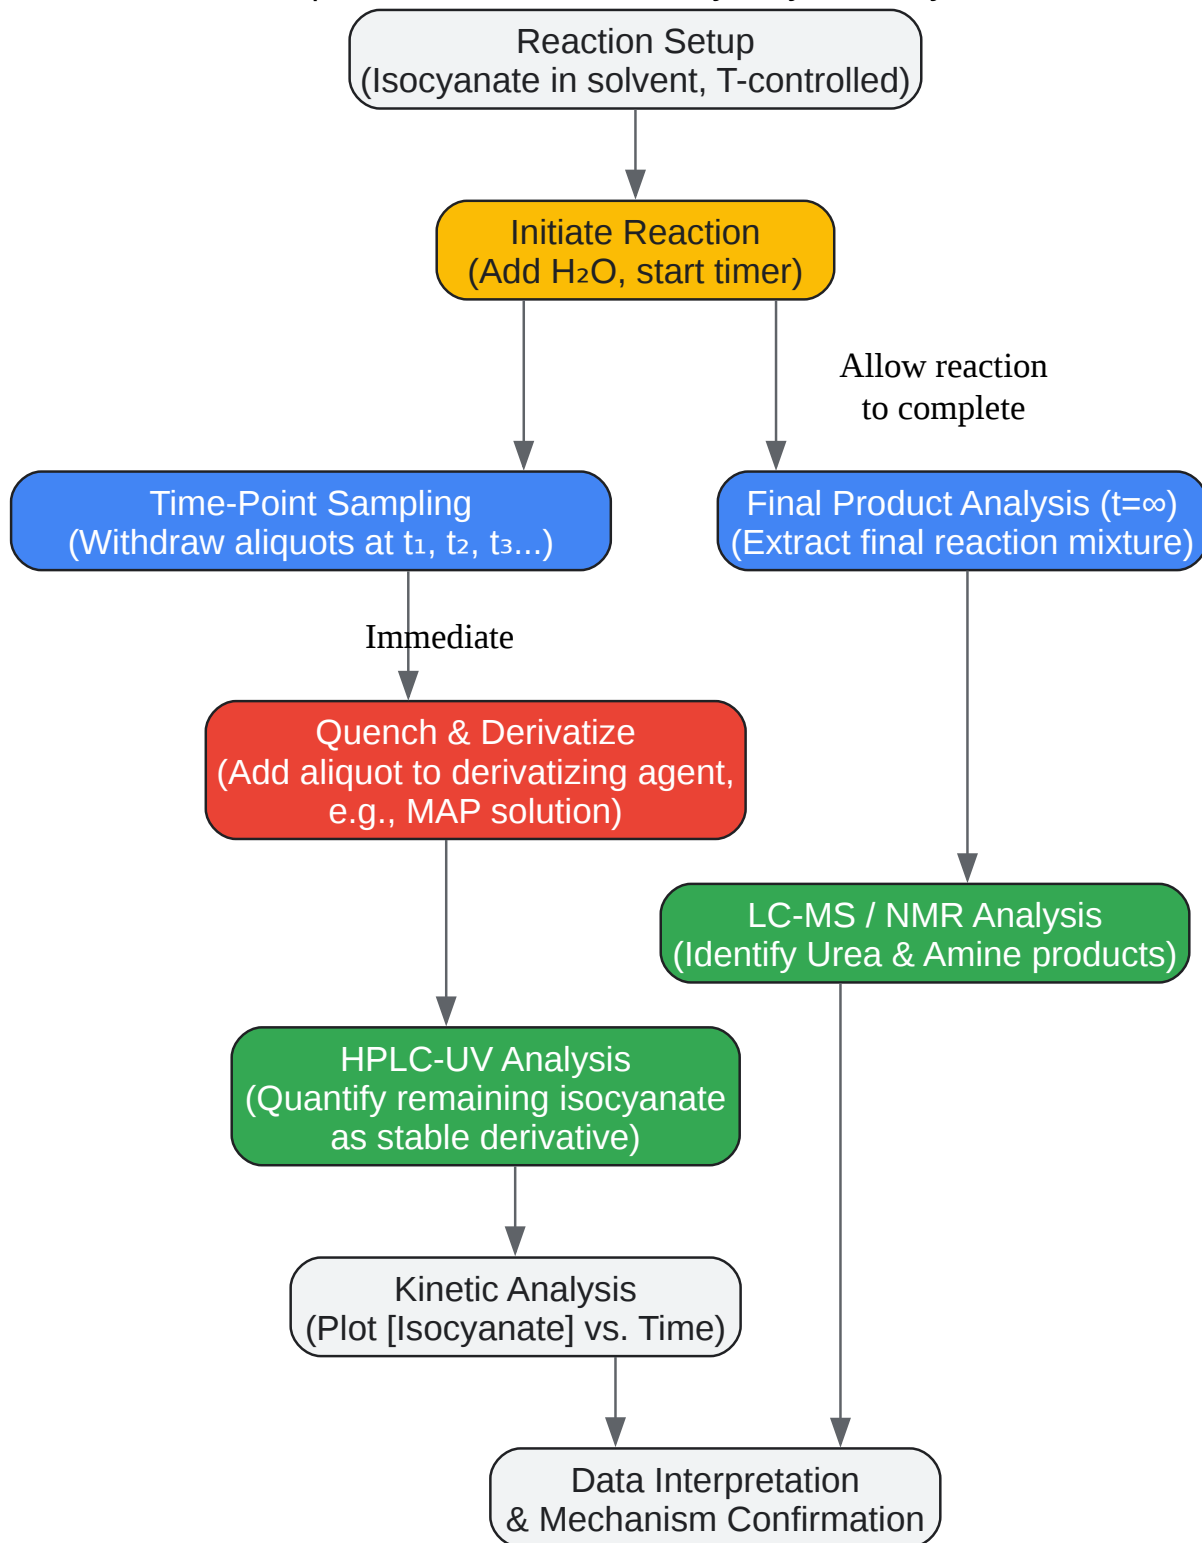 Reaction Setup
(Isocyanate in solvent, T-controlled)
Initiate Reaction
(Add H₂O, start timer)
Allow reaction
to complete
Time-Point Sampling
(Withdraw aliquots at t₁, t₂, t₃...)
Final Product Analysis (t=∞)
(Extract final reaction mixture)
Immediate
Quench & Derivatize
(Add aliquot to derivatizing agent,
e.g., MAP solution)
LC-MS / NMR Analysis
(Identify Urea & Amine products)
HPLC-UV Analysis
(Quantify remaining isocyanate
as stable derivative)
Kinetic Analysis
(Plot [Isocyanate] vs. Time)
Data Interpretation
& Mechanism Confirmation